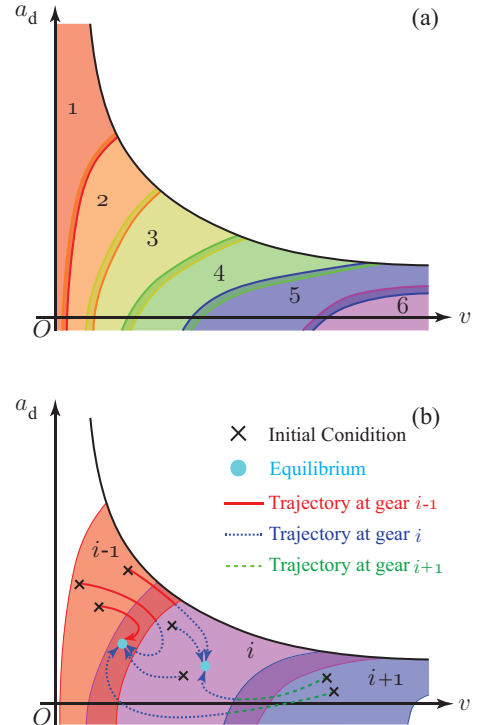 a_d
(a)
1
2
3
4
5
6
O
v
a_d
(b)
Initial Conidition
Equilibrium
Trajectory at gear i-1
Trajectory at gear i
Trajectory at gear i+1
i-1
i
i+1
O
v